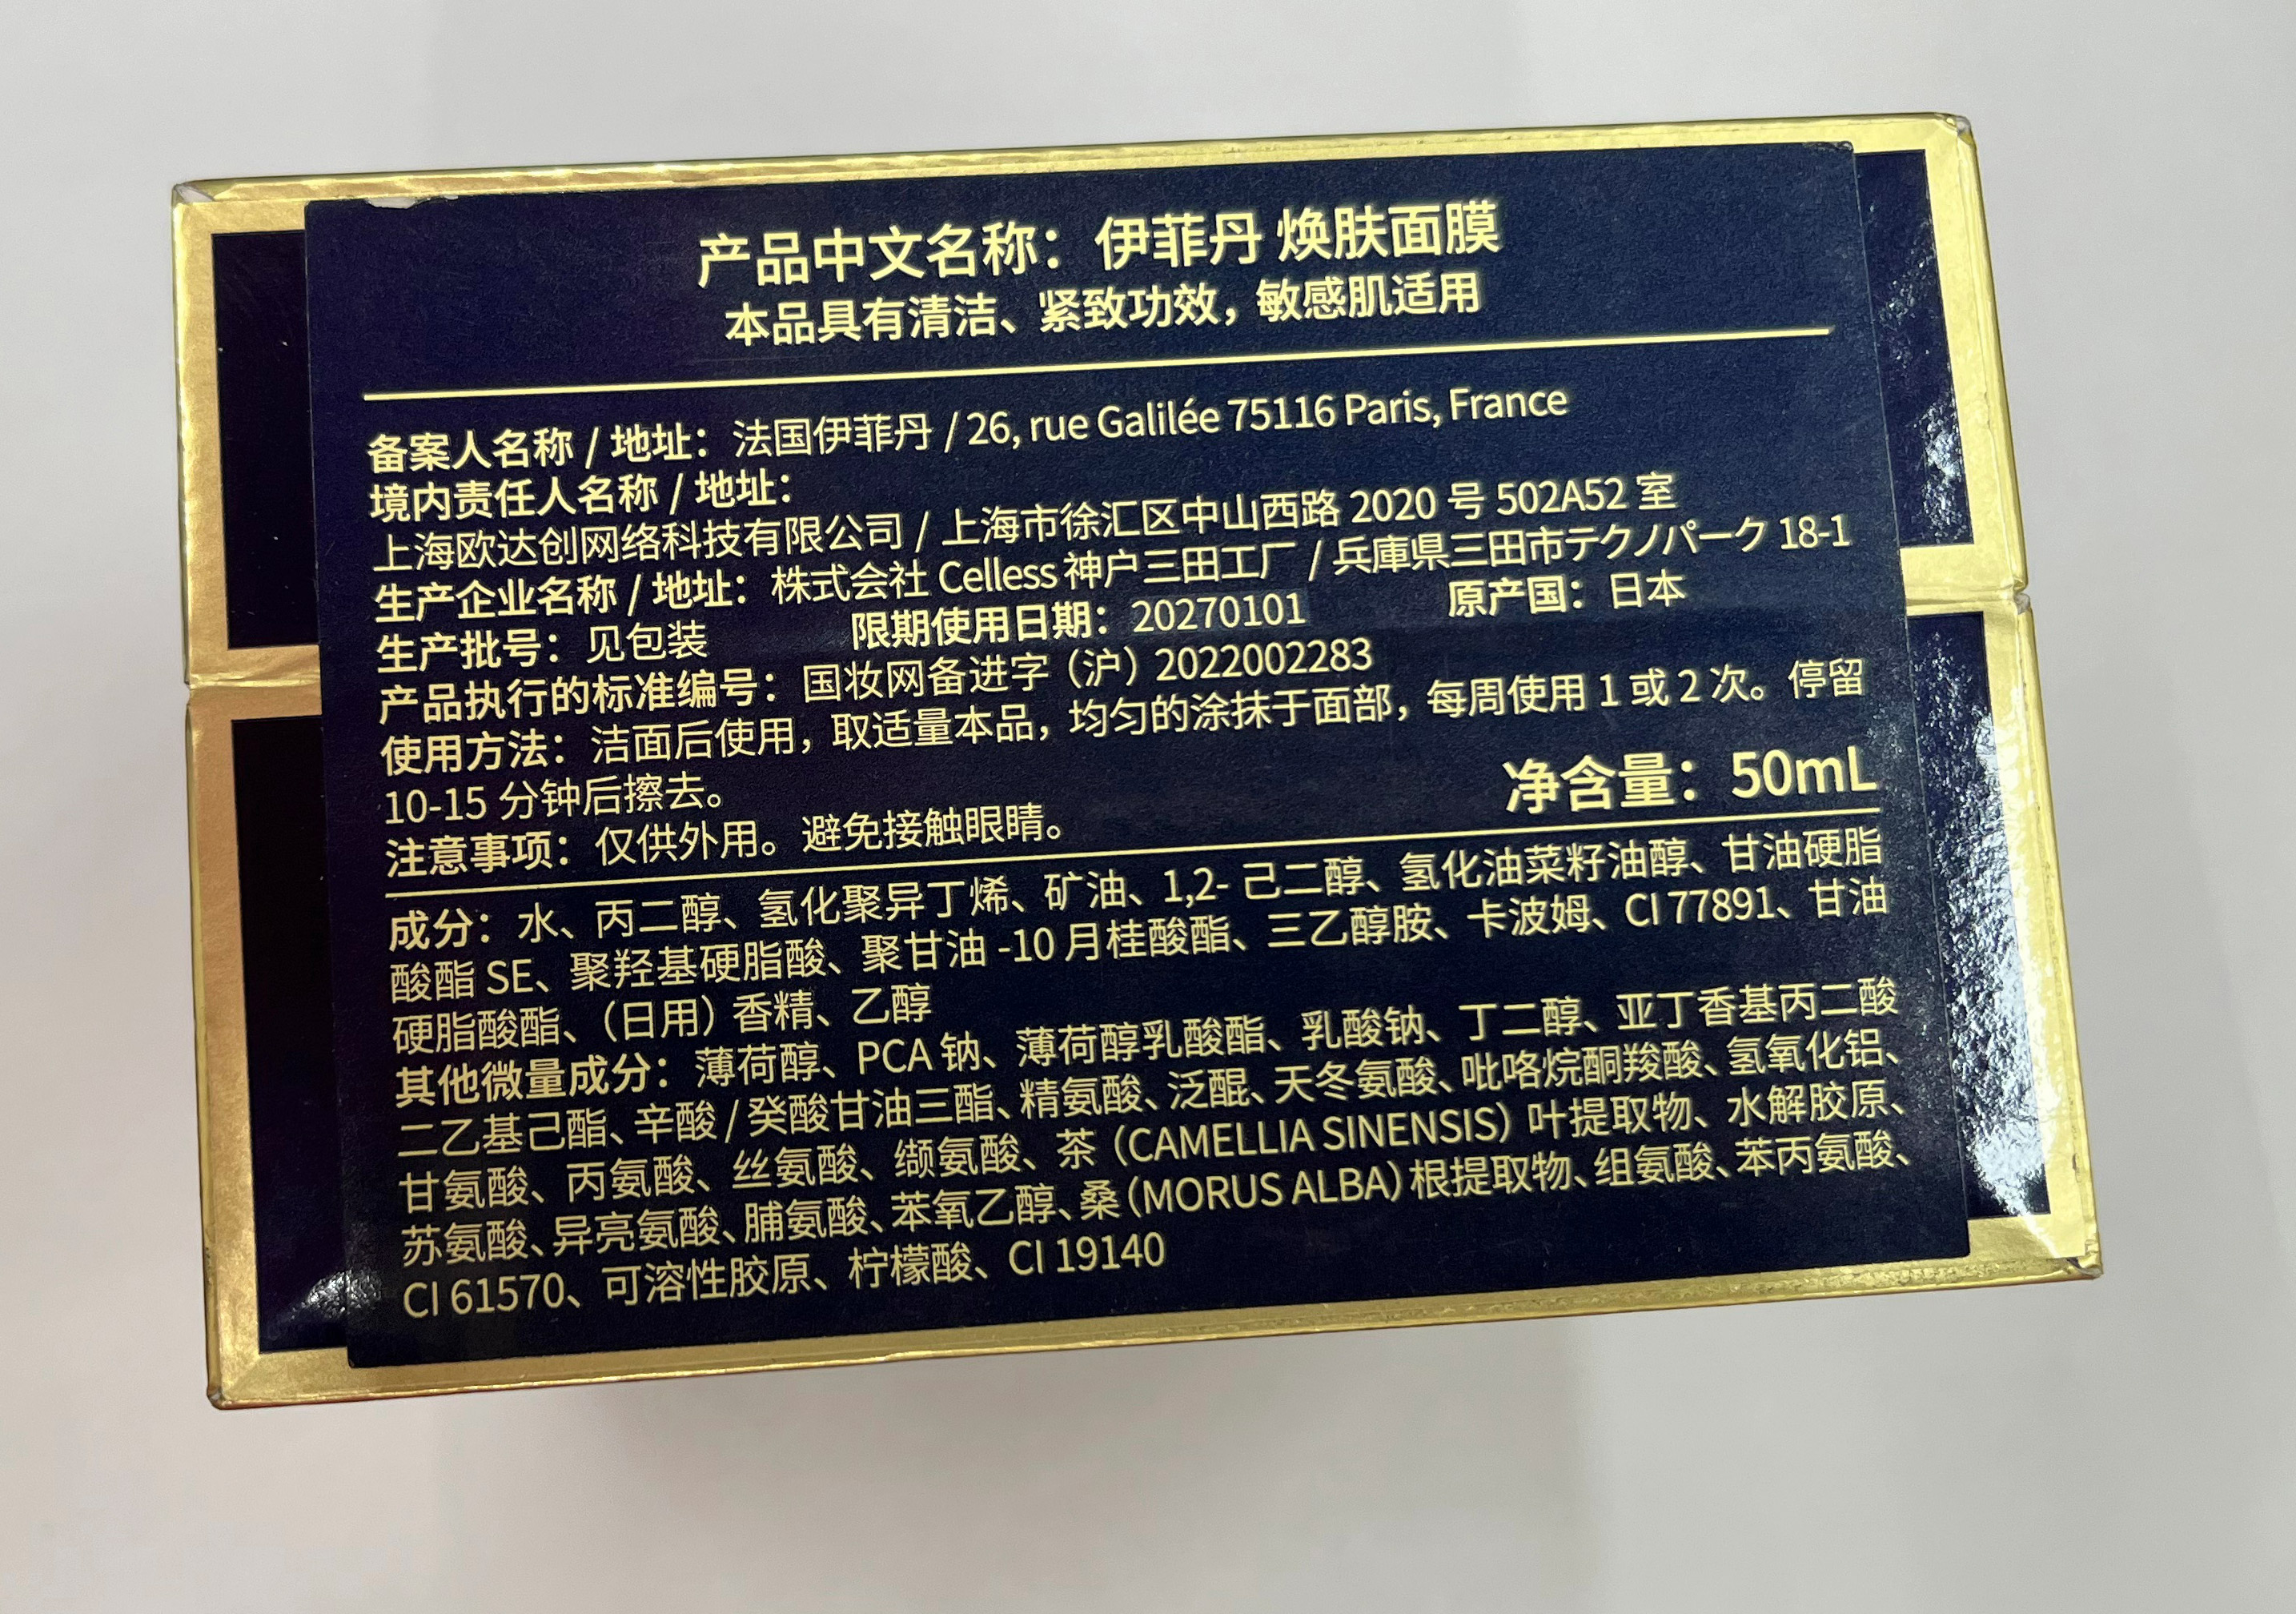 产品中文名称：伊菲丹 焕肤面膜
本品具有清洁、紧致功效，敏感肌适用
备案人名称 / 地址：法国伊菲丹 / 26, rue Galilée 75116 Paris, France
境内责任人名称 / 地址：
上海欧达创网络科技有限公司 / 上海市徐汇区中山西路 2020 号 502A52 室
生产企业名称 / 地址：株式会社 Celless 神户三田工厂 / 兵庫県三田市テクノパーク 18-1
生产批号：见包装 限期使用日期：20270101 原产国：日本
产品执行的标准编号：国妆网备进字（沪）2022002283
使用方法：洁面后使用，取适量本品，均匀的涂抹于面部，每周使用 1 或 2 次。停留
10-15 分钟后擦去。
注意事项：仅供外用。避免接触眼睛。
净含量：50mL
成分：水、丙二醇、氢化聚异丁烯、矿油、1,2- 己二醇、氢化油菜籽油醇、甘油硬脂
酸酯 SE、聚羟基硬脂酸、聚甘油 -10 月桂酸酯、三乙醇胺、卡波姆、CI 77891、甘油
硬脂酸酯、（日用）香精、乙醇
其他微量成分：薄荷醇、PCA 钠、薄荷醇乳酸酯、乳酸钠、丁二醇、亚丁香基丙二酸
二乙基己酯、辛酸 / 癸酸甘油三酯、精氨酸、泛醌、天冬氨酸、吡咯烷酮羧酸、氢氧化铝、
甘氨酸、丙氨酸、丝氨酸、缬氨酸、茶（CAMELLIA SINENSIS）叶提取物、水解胶原、
苏氨酸、异亮氨酸、脯氨酸、苯氧乙醇、桑（MORUS ALBA）根提取物、组氨酸、苯丙氨酸、
CI 61570、可溶性胶原、柠檬酸、CI 19140